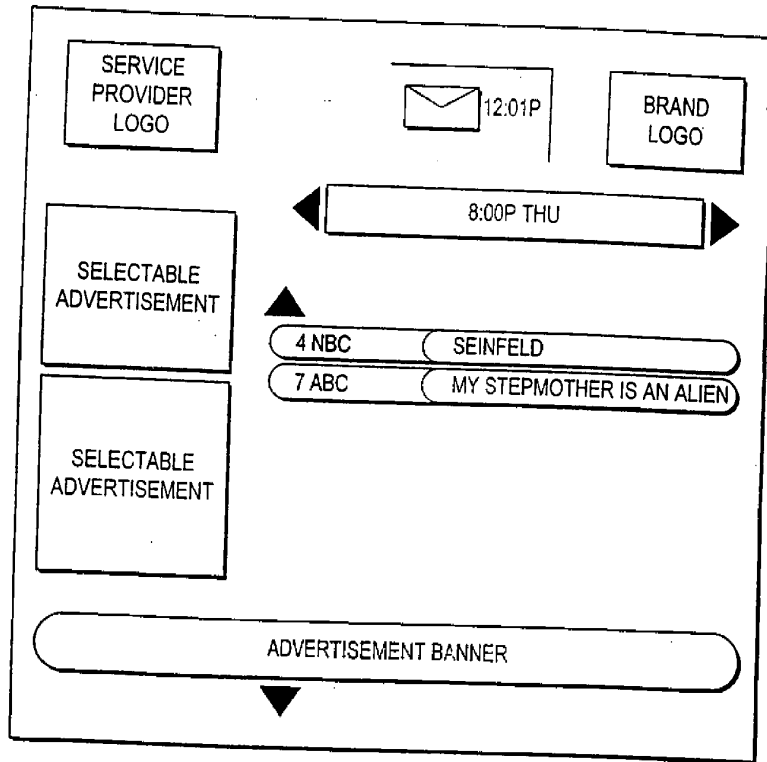 SERVICE
PROVIDER
LOGO
12:01P
BRAND
LOGO
8:00P THU
SELECTABLE
ADVERTISEMENT
4 NBC SEINFELD
7 ABC MY STEPMOTHER IS AN ALIEN
SELECTABLE
ADVERTISEMENT
ADVERTISEMENT BANNER